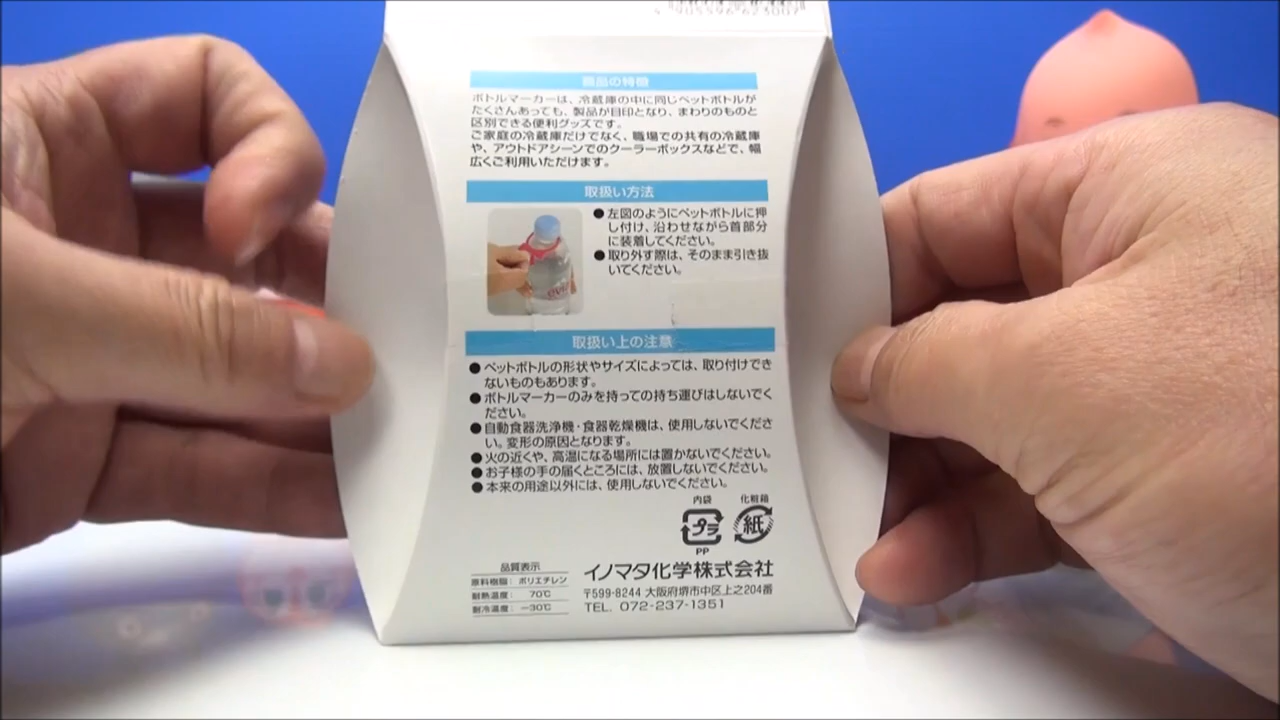 4 905596 623007
商品の特徴
ボトルマーカーは、冷蔵庫の中に同じペットボトルが
たくさんあっても、製品が目印となり、まわりのものと
区別できる便利グッズです。
ご家庭の冷蔵庫だけでなく、職場での共有の冷蔵庫
や、アウトドアシーンでのクーラーボックスなどで、幅
広くご利用いただけます。
取扱い方法
●左図のようにペットボトルに押
し付け、沿わせながら首部分
に装着してください。
●取り外す際は、そのまま引き抜
いてください。
取扱い上の注意
●ペットボトルの形状やサイズによっては、取り付けでき
ないものもあります。
●ボトルマーカーのみを持っての持ち運びはしないでく
ださい。
●自動食器洗浄機・食器乾燥機は、使用しないでくださ
い。変形の原因となります。
●火の近くや、高温になる場所には置かないでください。
●お子様の手の届くところには、放置しないでください。
●本来の用途以外には、使用しないでください。
内袋 化粧箱
プラ 紙
PP
品質表示
原料樹脂: ポリエチレン
耐熱温度: 70℃
耐冷温度: −30℃
イノマタ化学株式会社
〒599-8244 大阪府堺市中区上之204番
TEL. 072-237-1351